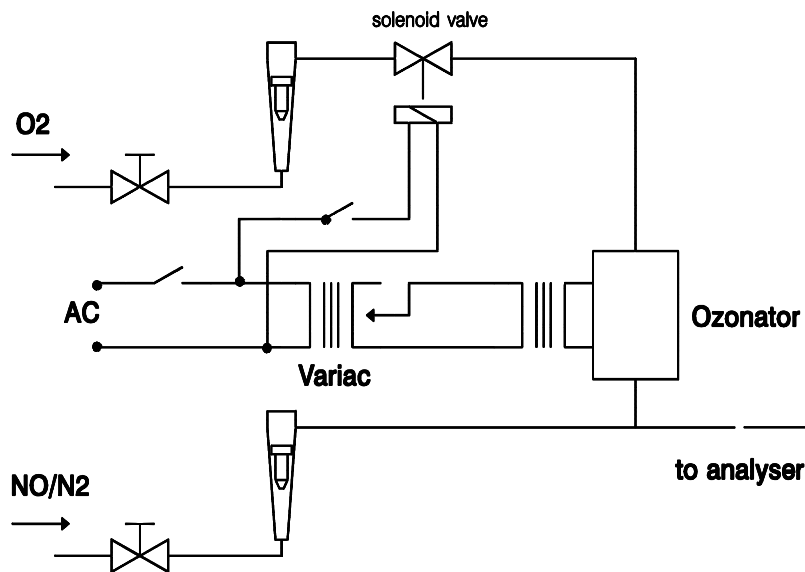 solenoid valve
O2
AC
Ozonator
Variac
to analyser
NO/N2